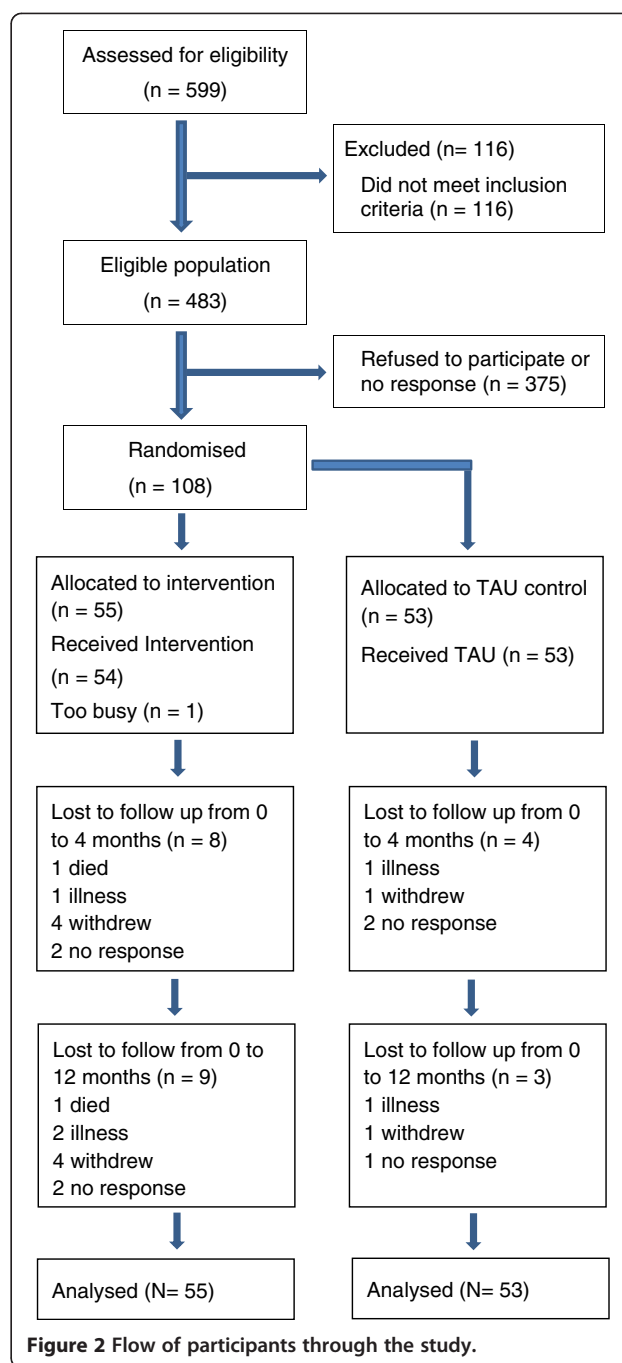 Assessed for eligibility
(n = 599)
Excluded (n= 116)
Did not meet inclusion
criteria (n = 116)
Eligible population
(n = 483)
Refused to participate or
no response (n = 375)
Randomised
(n = 108)
Allocated to intervention
(n = 55)
Received Intervention
(n = 54)
Too busy (n = 1)
Allocated to TAU control
(n = 53)
Received TAU (n = 53)
Lost to follow up from 0
to 4 months (n = 8)
1 died
1 illness
4 withdrew
2 no response
Lost to follow up from 0
to 4 months (n = 4)
1 illness
1 withdrew
2 no response
Lost to follow from 0 to
12 months (n = 9)
1 died
2 illness
4 withdrew
2 no response
Lost to follow up from 0
to 12 months (n = 3)
1 illness
1 withdrew
1 no response
Analysed (N= 55)
Analysed (N= 53)
Figure 2 Flow of participants through the study.